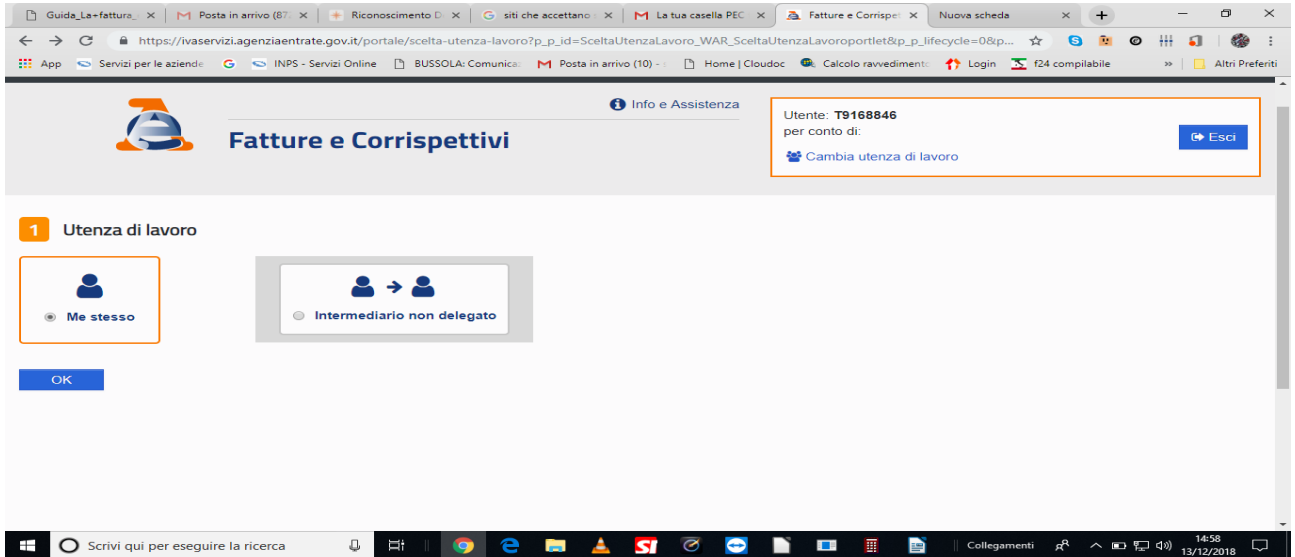 Guida_La+fattura_
Posta in arrivo (87
Riconoscimento D
siti che accettano
La tua casella PEC
Fatture e Corrispet
Nuova scheda
https://ivaservizi.agenziaentrate.gov.it/portale/scelta-utenza-lavoro?p_p_id=SceltaUtenzaLavoro_WAR_SceltaUtenzaLavoroportlet&p_p_lifecycle=0&p...
App
Servizi per le aziende
INPS - Servizi Online
BUSSOLA: Comunica
Posta in arrivo (10) -
Home | Cloudoc
Calcolo ravvedimento
Login
f24 compilabile
»
Altri Preferiti
Info e Assistenza
Fatture e Corrispettivi
Utente: T9168846
per conto di:
Cambia utenza di lavoro
Esci
1 Utenza di lavoro
Me stesso
Intermediario non delegato
OK
Scrivi qui per eseguire la ricerca
Collegamenti
14:58
13/12/2018